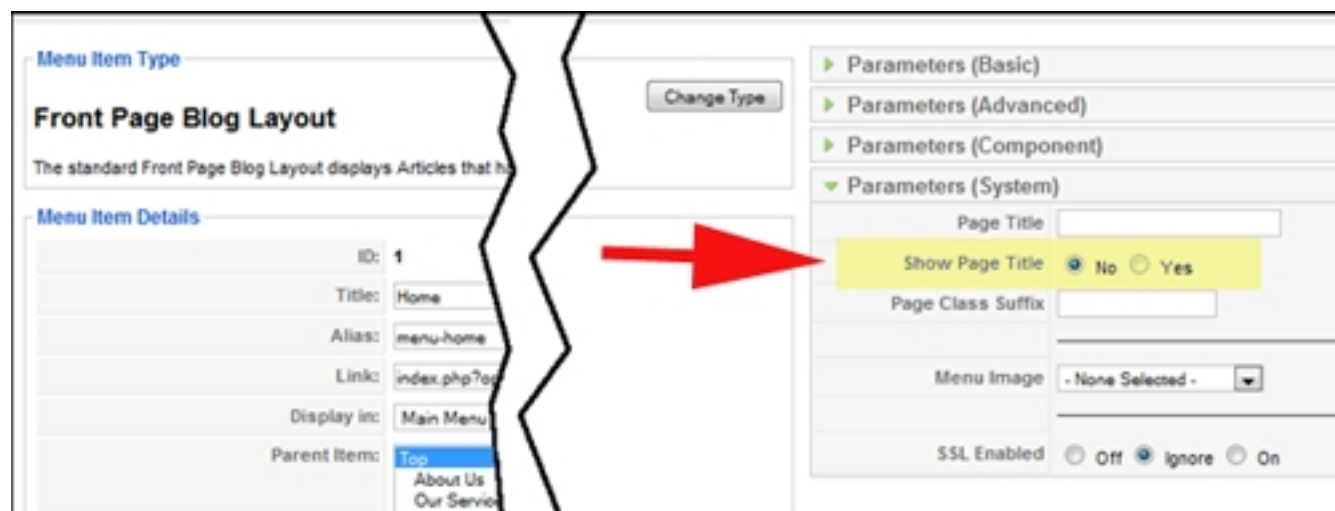 Menu Item Type
Change Type
Front Page Blog Layout
The standard Front Page Blog Layout displays Articles that
Menu Item Details
ID: 1
Title: Home
Alias: menu-home
Link: index.php?op
Display in: Main Menu
Parent Item: Top
About Us
Our Servic
Parameters (Basic)
Parameters (Advanced)
Parameters (Component)
Parameters (System)
Page Title
Show Page Title No Yes
Page Class Suffix
Menu Image - None Selected -
SSL Enabled Off Ignore On